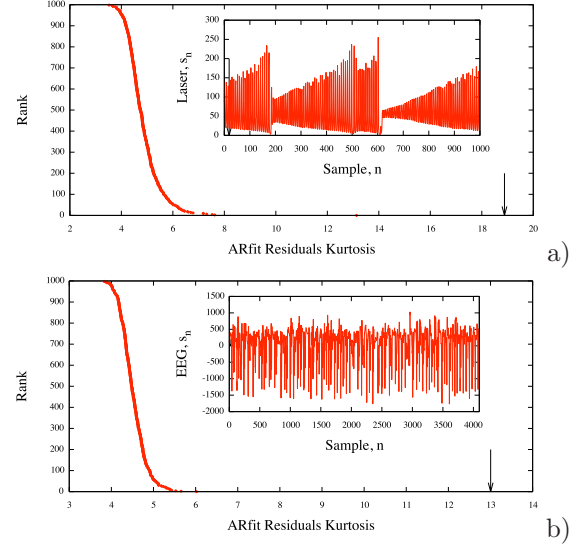 1000
900
800
700
600
500
400
300
200
100
0
Rank
2 4 6 8 10 12 14 16 18 20
ARfit Residuals Kurtosis
300
250
200
150
100
50
0
Laser, s_n
0 100 200 300 400 500 600 700 800 900 1000
Sample, n
a)
1000
900
800
700
600
500
400
300
200
100
0
Rank
3 4 5 6 7 8 9 10 11 12 13 14
ARfit Residuals Kurtosis
1500
1000
500
0
-500
-1000
-1500
-2000
EEG, s_n
0 500 1000 1500 2000 2500 3000 3500 4000
Sample, n
b)